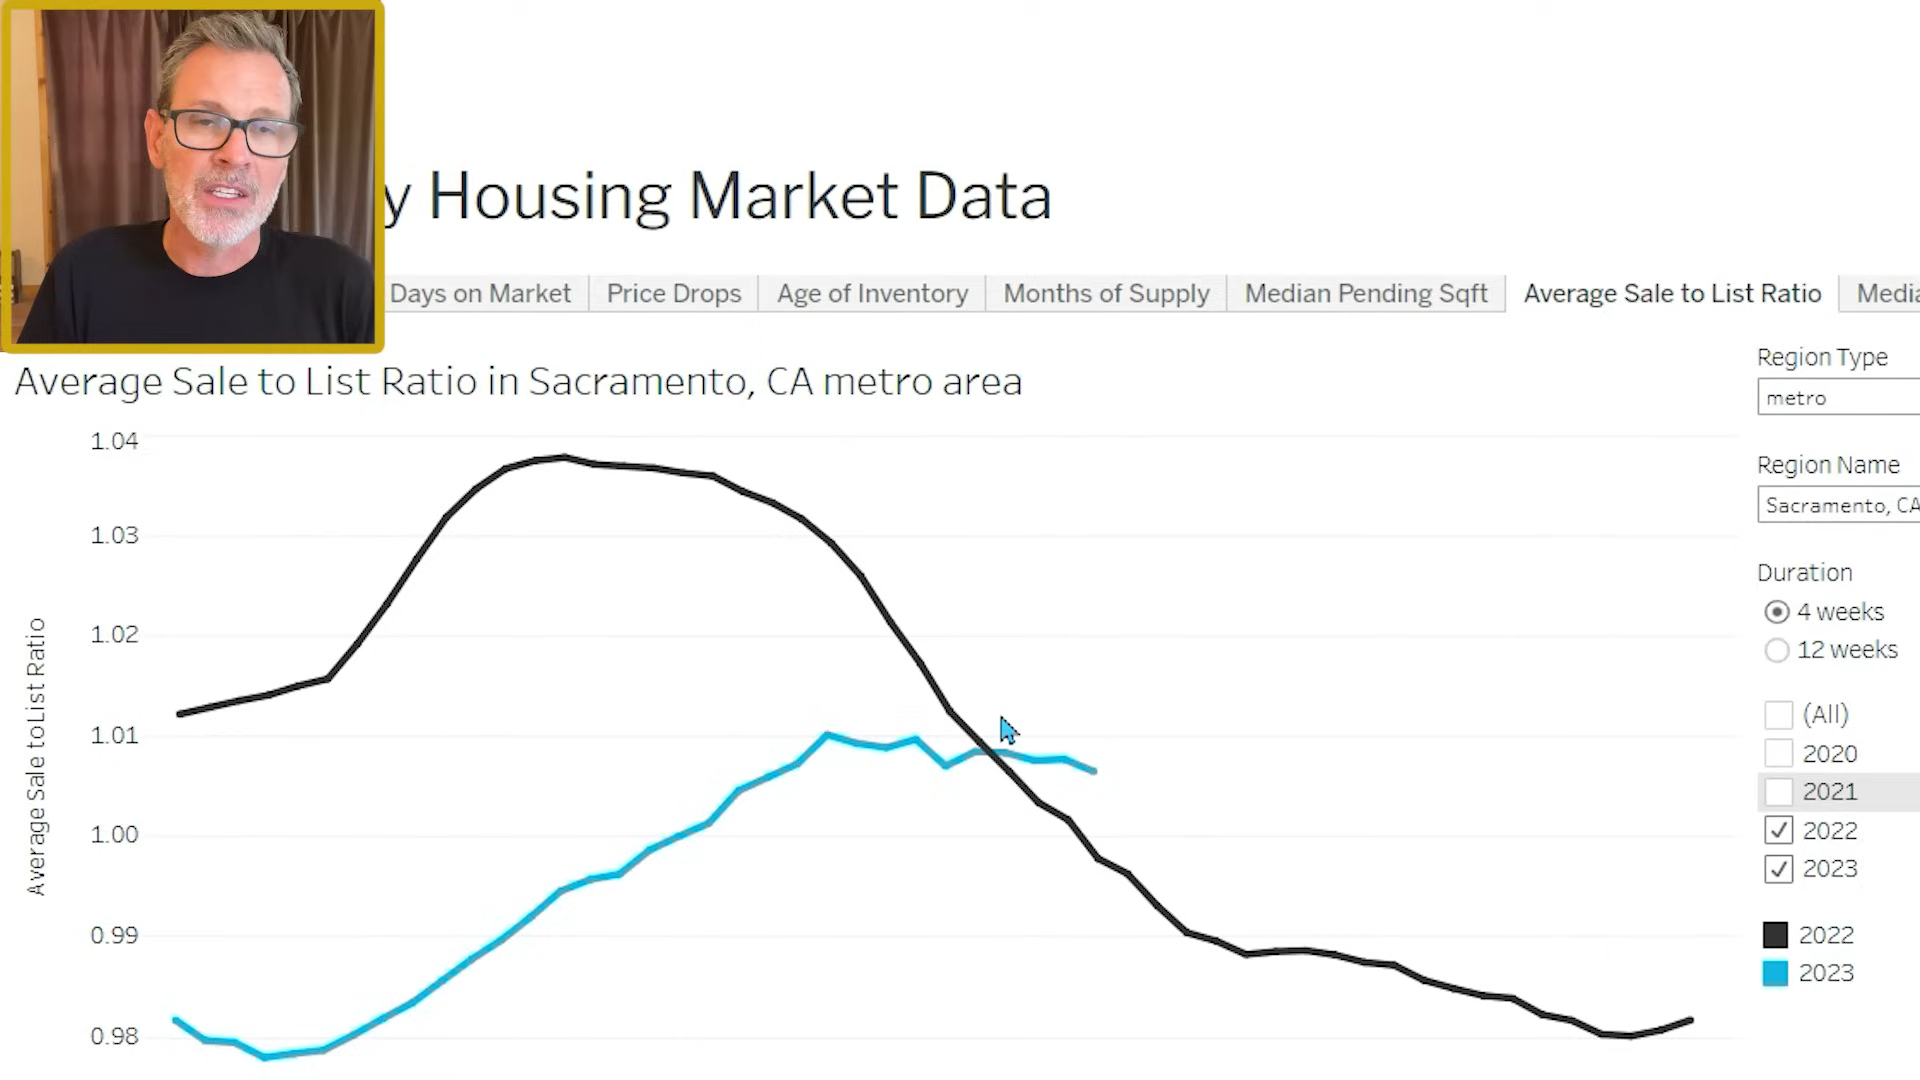 y Housing Market Data
Days on Market
Price Drops
Age of Inventory
Months of Supply
Median Pending Sqft
Average Sale to List Ratio
Media
Average Sale to List Ratio in Sacramento, CA metro area
1.04
1.03
1.02
1.01
1.00
0.99
0.98
Average Sale to List Ratio
Region Type
metro
Region Name
Sacramento, CA
Duration
4 weeks
12 weeks
(All)
2020
2021
2022
2023
2022
2023